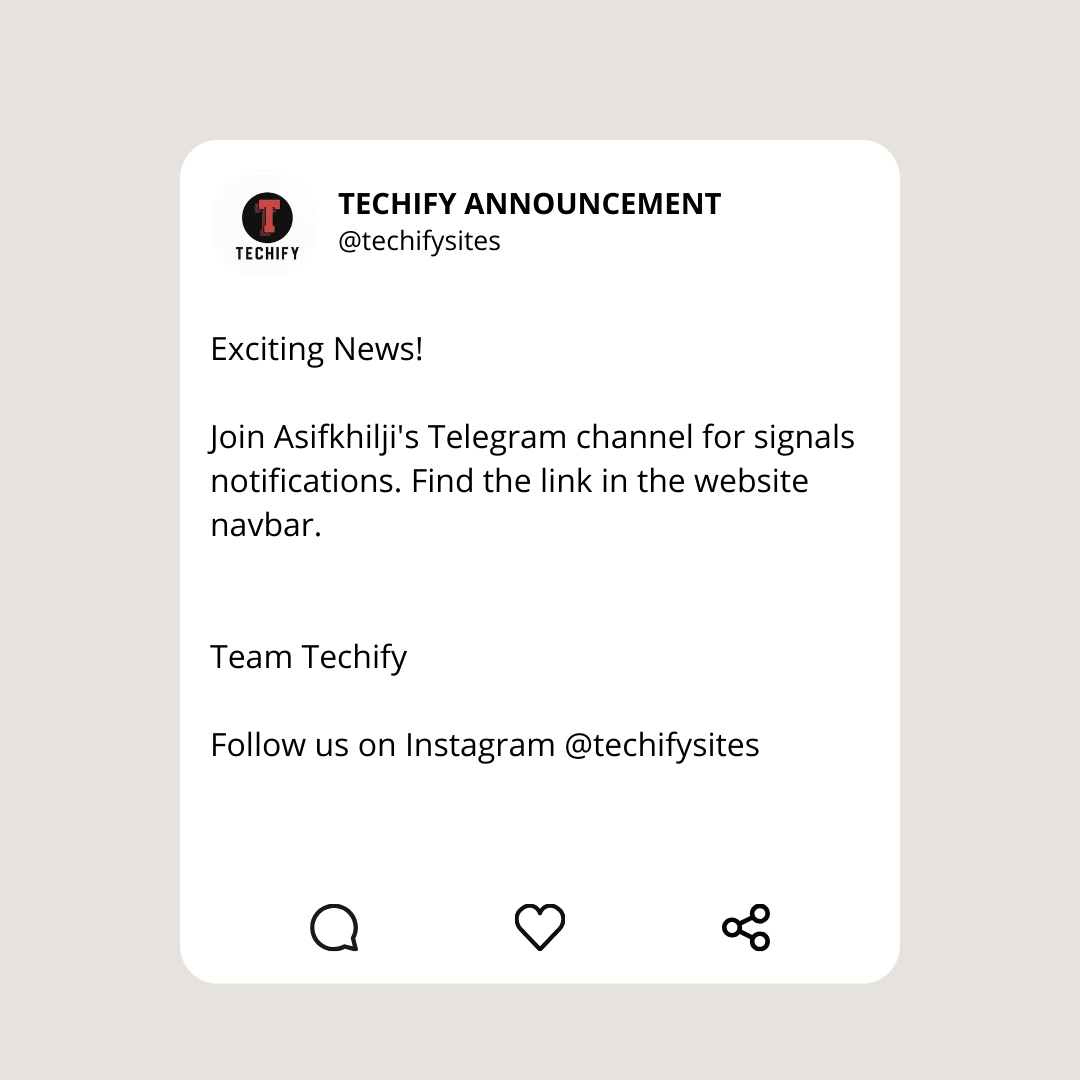 T
TECHIFY
TECHIFY ANNOUNCEMENT
@techifysites
Exciting News!
Join Asifkhilji's Telegram channel for signals
notifications. Find the link in the website
navbar.
Team Techify
Follow us on Instagram @techifysites